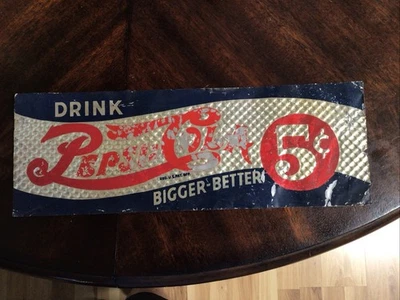 DRINK
PEPSI-COLA
5¢
BIGGER-BETTER